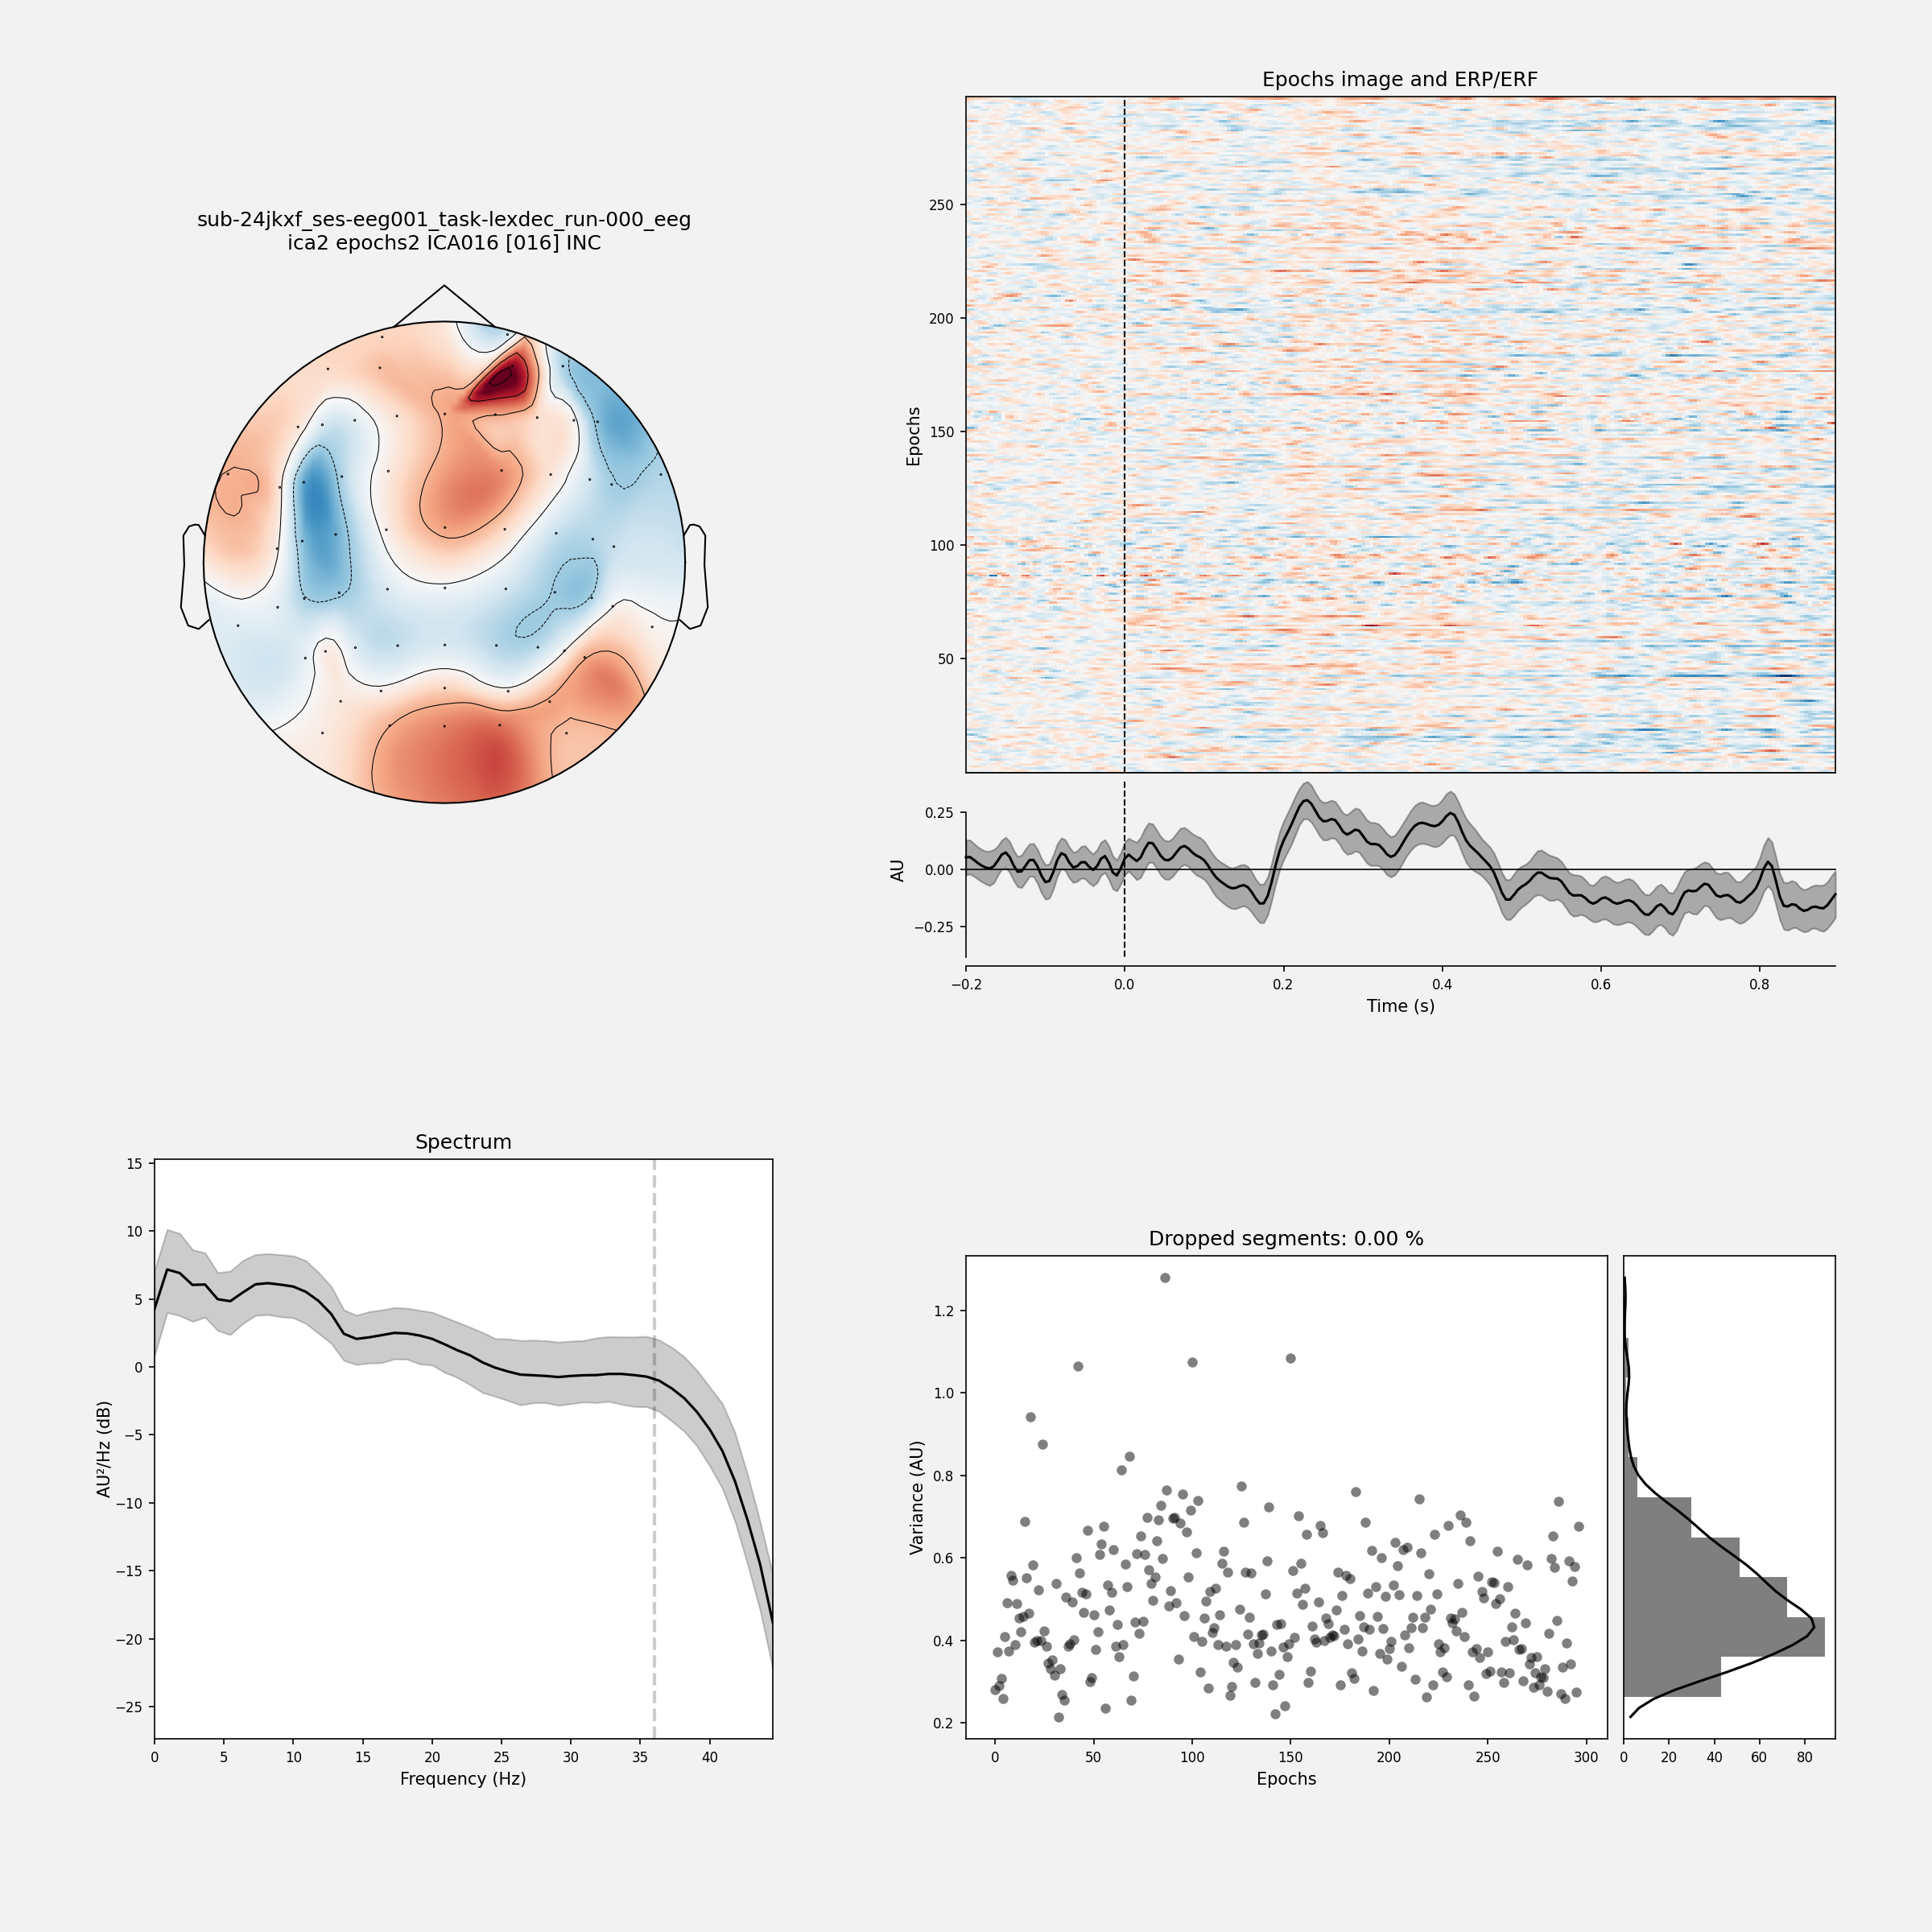 sub-24jkxf_ses-eeg001_task-lexdec_run-000_eeg
ica2 epochs2 ICA016 [016] INC
Epochs image and ERP/ERF
Epochs
250
200
150
100
50
AU
0.25
0.00
−0.25
−0.2 0.0 0.2 0.4 0.6 0.8
Time (s)
Spectrum
AU²/Hz (dB)
15
10
5
0
−5
−10
−15
−20
−25
0 5 10 15 20 25 30 35 40
Frequency (Hz)
Dropped segments: 0.00 %
Variance (AU)
1.2
1.0
0.8
0.6
0.4
0.2
0 50 100 150 200 250 300
Epochs
0 20 40 60 80